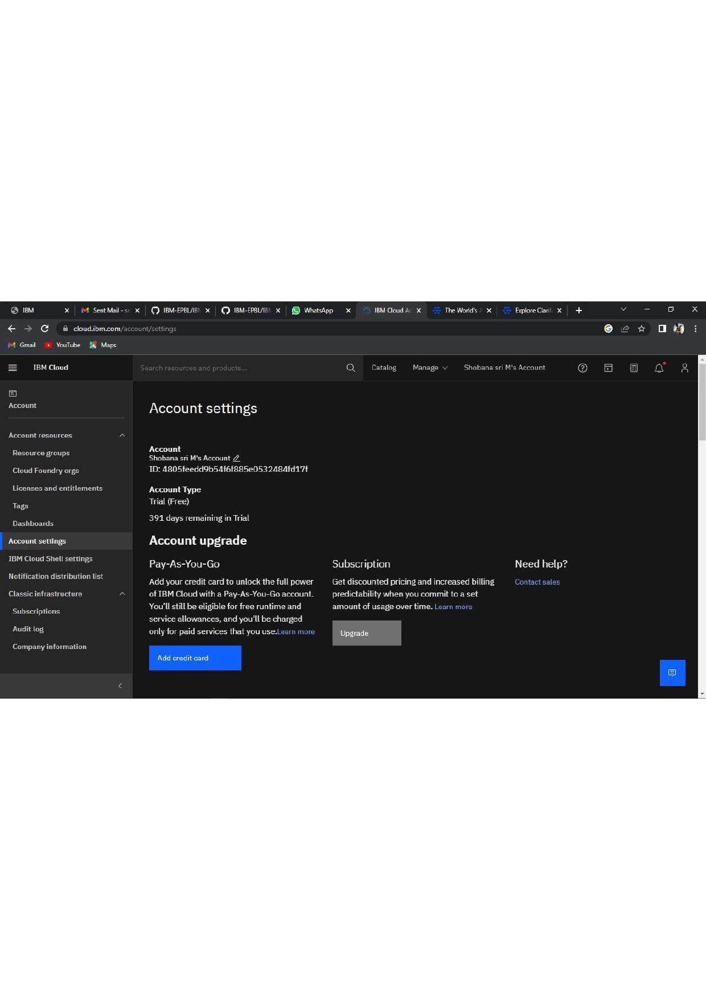 IBM
Sent Mail - sr
IBM-EPBL/IBM
IBM-EPBL/IBM
WhatsApp
IBM Cloud Ac
The World's A
Explore Clarifa
cloud.ibm.com/account/settings
Gmail
YouTube
Maps
IBM Cloud
Search resources and products...
Catalog
Manage
Shobana sri M's Account
Account
Account resources
Resource groups
Cloud Foundry orgs
Licenses and entitlements
Tags
Dashboards
Account settings
IBM Cloud Shell settings
Notification distribution list
Classic infrastructure
Subscriptions
Audit log
Company information
Account settings
Account
Shobana sri M's Account
ID: 4805feedd9b54f6f885e0532484fd17f
Account Type
Trial (Free)
391 days remaining in Trial
Account upgrade
Pay-As-You-Go
Add your credit card to unlock the full power
of IBM Cloud with a Pay-As-You-Go account.
You'll still be eligible for free runtime and
service allowances, and you'll be charged
only for paid services that you use.Learn more
Add credit card
Subscription
Get discounted pricing and increased billing
predictability when you commit to a set
amount of usage over time. Learn more
Upgrade
Need help?
Contact sales